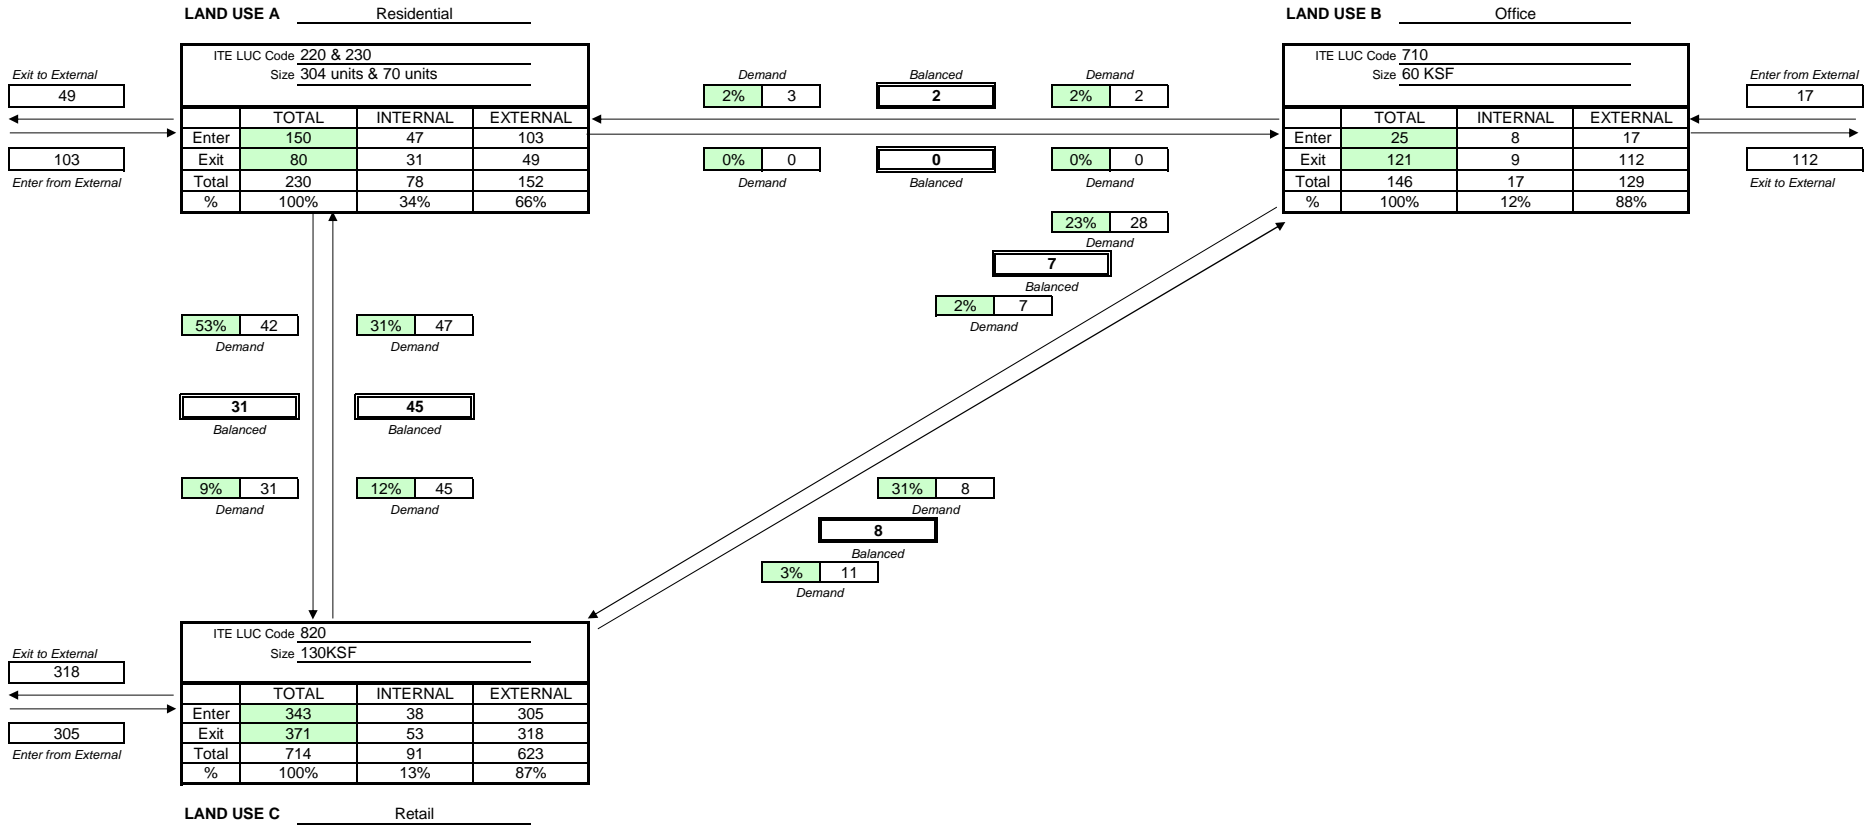 LAND USE A Residential
LAND USE B Office
ITE LUC Code 220 & 230
Size 304 units & 70 units
ITE LUC Code 710
Size 60 KSF
Exit to External
49
Demand Balanced Demand
2% 3 2 2% 2
Enter from External
17
TOTAL INTERNAL EXTERNAL
Enter 150 47 103
Exit 80 31 49
Total 230 78 152
% 100% 34% 66%
TOTAL INTERNAL EXTERNAL
Enter 25 8 17
Exit 121 9 112
Total 146 17 129
% 100% 12% 88%
103
Enter from External
0% 0 0 0% 0
Demand Balanced Demand
112
Exit to External
23% 28
Demand
7
Balanced
2% 7
Demand
53% 42 31% 47
Demand Demand
31 45
Balanced Balanced
9% 31 12% 45
Demand Demand
31% 8
Demand
8
Balanced
3% 11
Demand
ITE LUC Code 820
Size 130KSF
Exit to External
318
TOTAL INTERNAL EXTERNAL
Enter 343 38 305
Exit 371 53 318
Total 714 91 623
% 100% 13% 87%
305
Enter from External
LAND USE C Retail